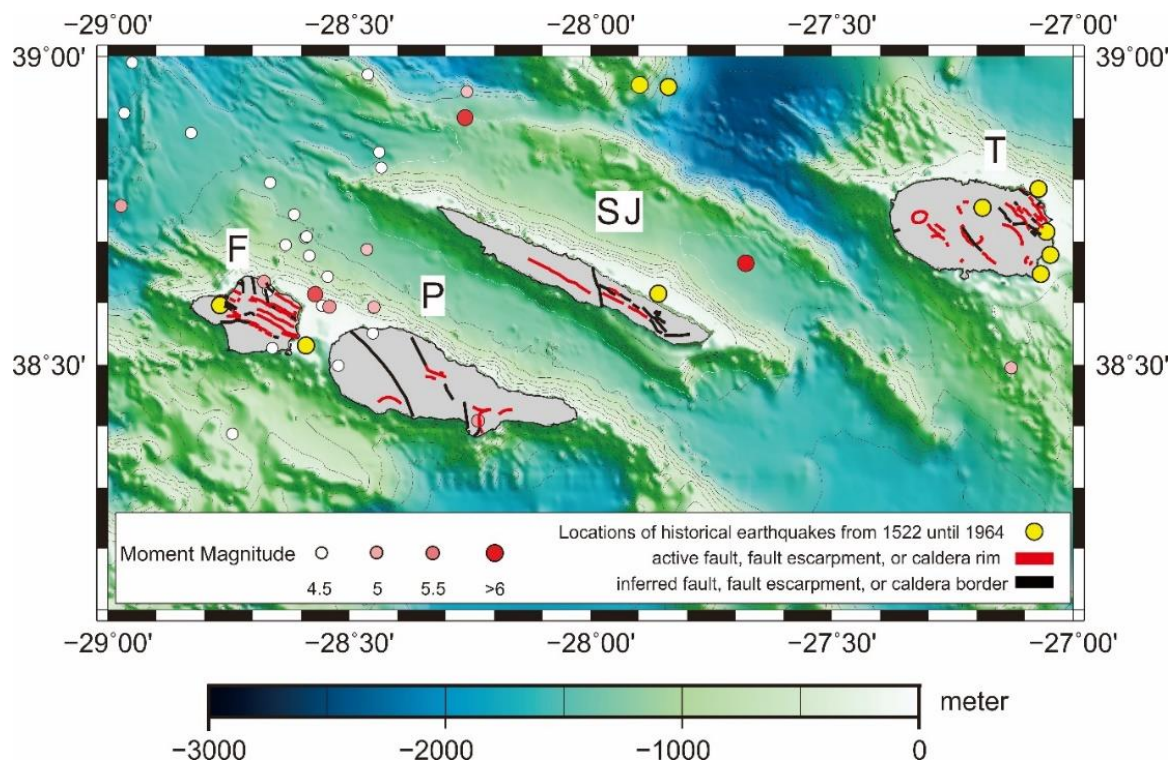 −29˚00' −28˚30' −28˚00' −27˚30' −27˚00'
39˚00' 39˚00'
T
SJ
F
P
38˚30' 38˚30'
Locations of historical earthquakes from 1522 until 1964
Moment Magnitude
active fault, fault escarpment, or caldera rim
4.5 5 5.5 >6
inferred fault, fault escarpment, or caldera border
−29˚00' −28˚30' −28˚00' −27˚30' −27˚00'
meter
−3000 −2000 −1000 0